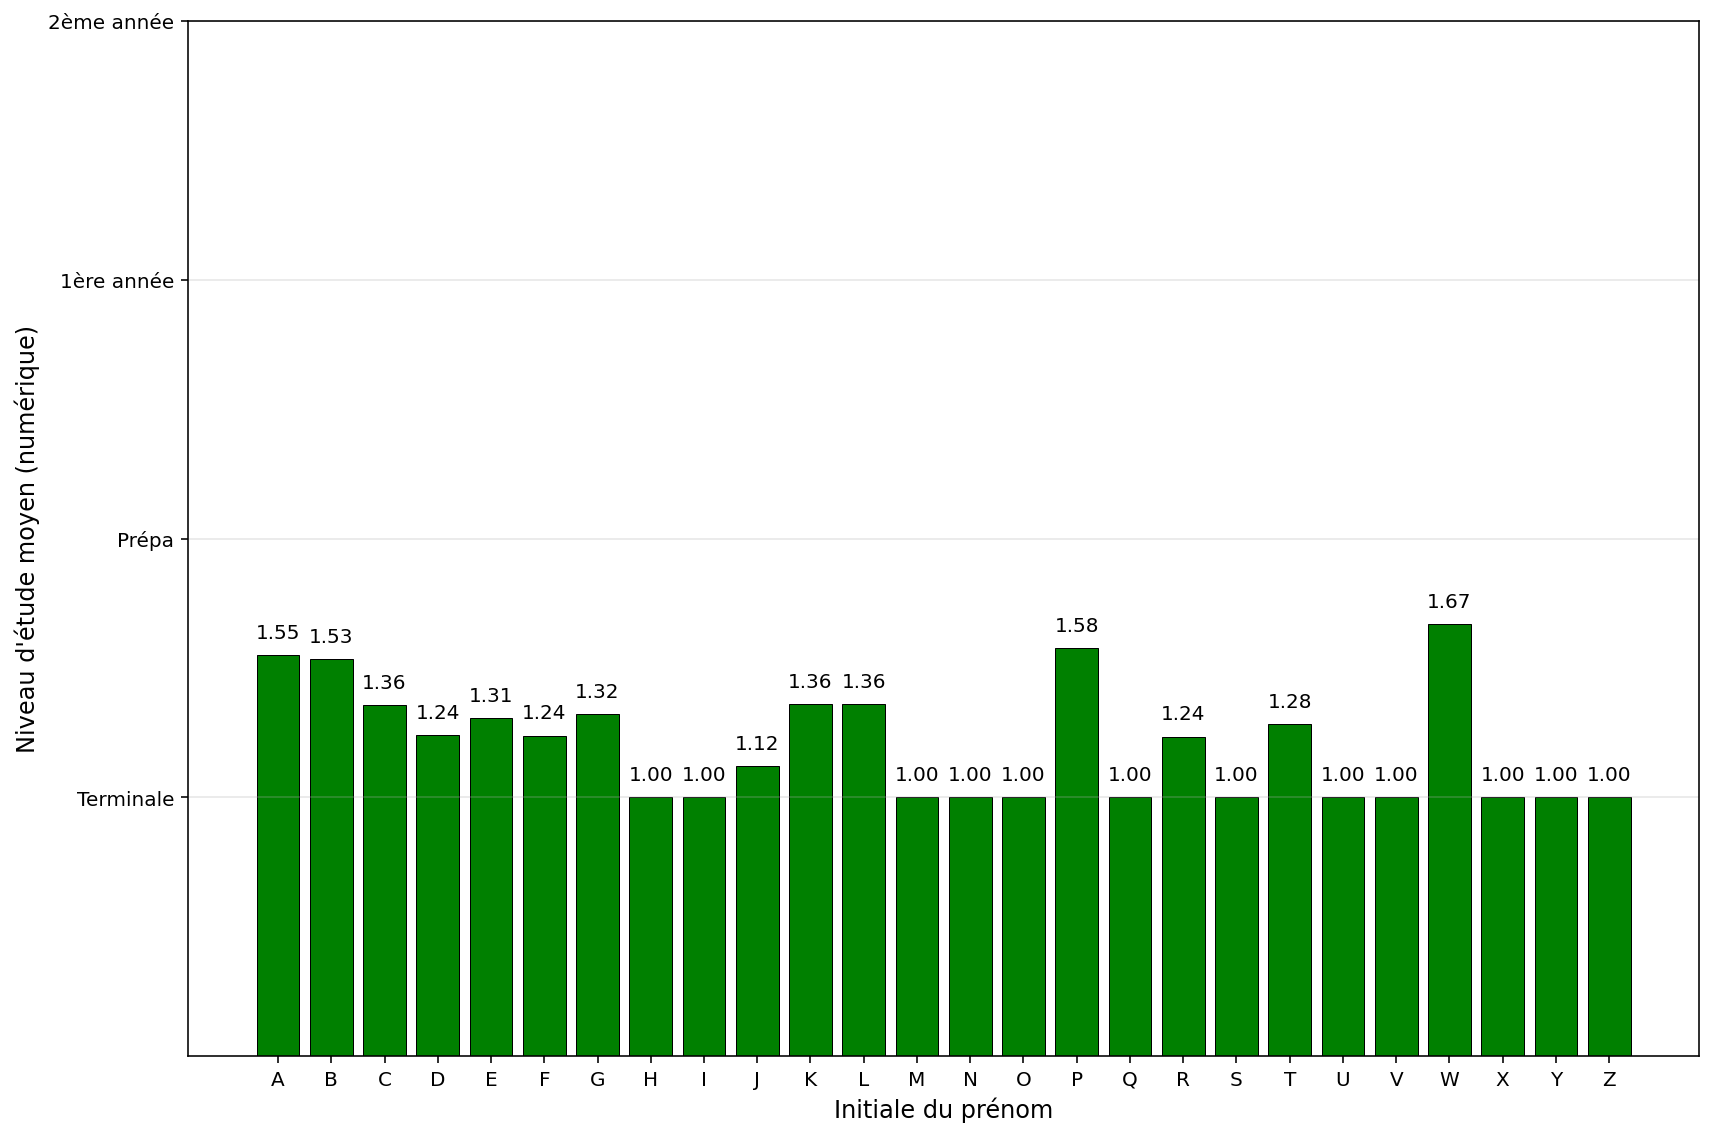 2ème année
1ère année
Prépa
Terminale
Niveau d'étude moyen (numérique)
1.55 1.53 1.36 1.24 1.31 1.24 1.32 1.00 1.00 1.12 1.36 1.36 1.00 1.00 1.00 1.58 1.00 1.24 1.00 1.28 1.00 1.00 1.67 1.00 1.00 1.00
A B C D E F G H I J K L M N O P Q R S T U V W X Y Z
Initiale du prénom